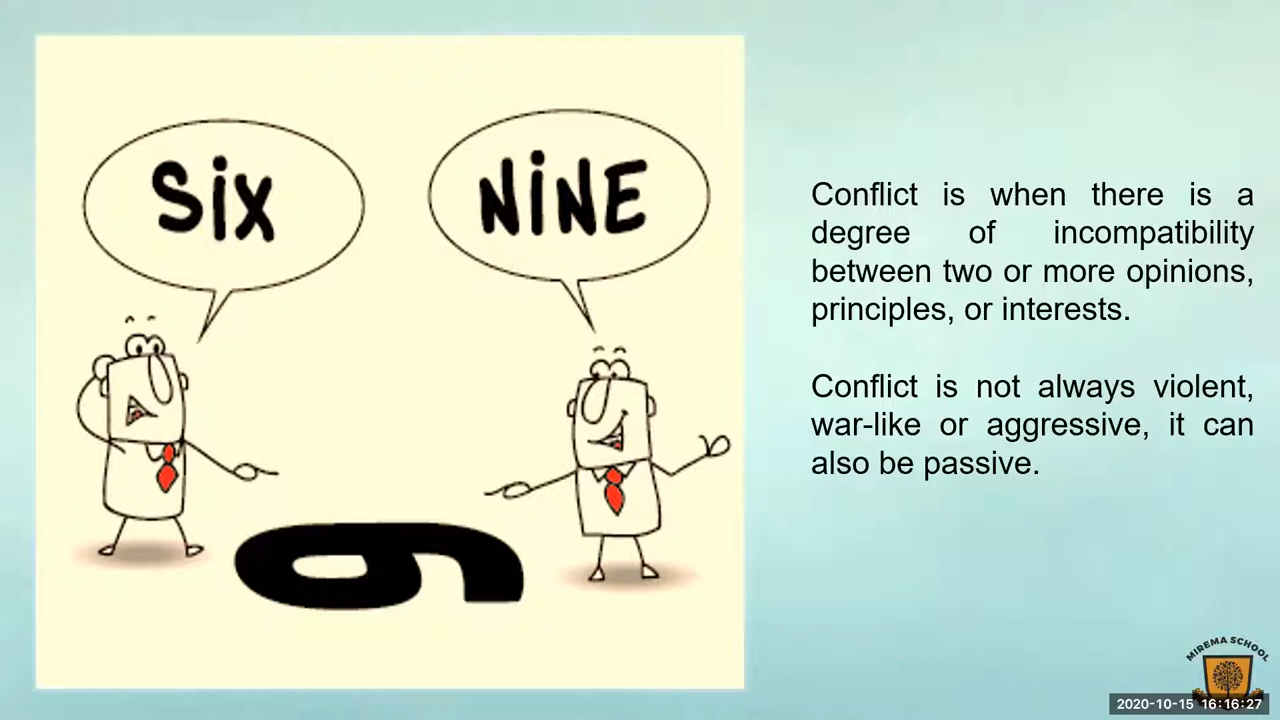 SiX
NiNE
Conflict is when there is a
degree of incompatibility
between two or more opinions,
principles, or interests.
Conflict is not always violent,
war-like or aggressive, it can
also be passive.
MIREMA SCHOOL
2020-10-15 16:16:27